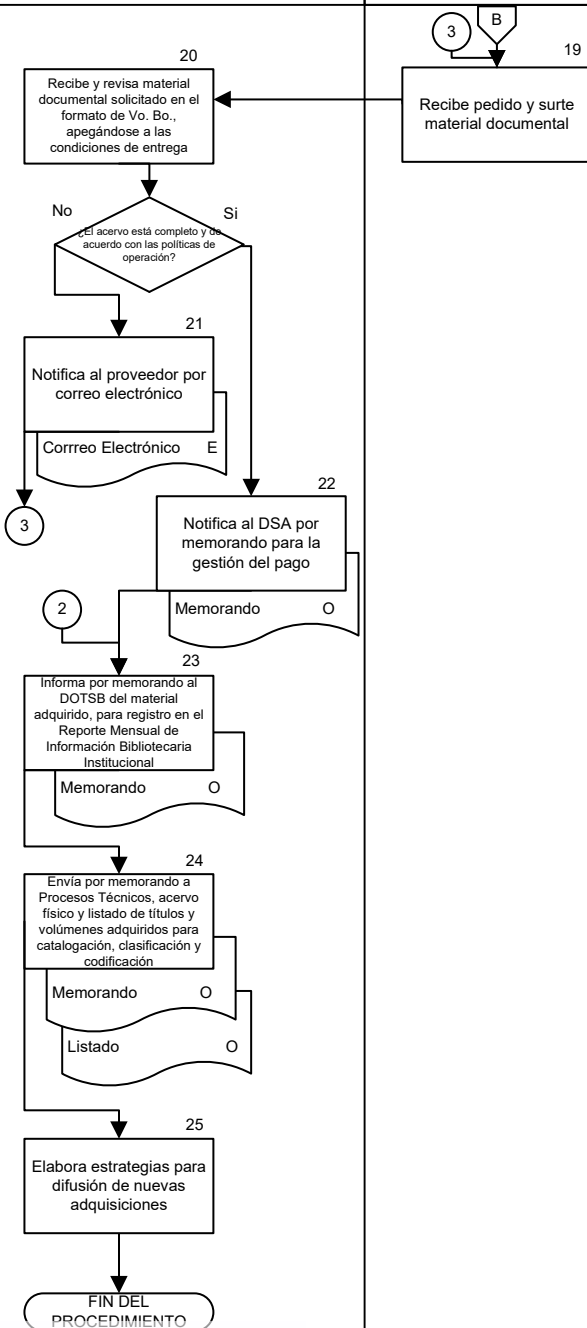 B
3
19
Recibe pedido y surte
material documental
20
Recibe y revisa material
documental solicitado en el
formato de Vo. Bo.,
apegándose a las
condiciones de entrega
No
Si
¿El acervo está completo y de
acuerdo con las políticas de
operación?
21
Notifica al proveedor por
correo electrónico
Corrreo Electrónico E
3
22
Notifica al DSA por
memorando para la
gestión del pago
Memorando O
2
23
Informa por memorando al
DOTSB del material
adquirido, para registro en el
Reporte Mensual de
Información Bibliotecaria
Institucional
Memorando O
24
Envía por memorando a
Procesos Técnicos, acervo
físico y listado de títulos y
volúmenes adquiridos para
catalogación, clasificación y
codificación
Memorando O
Listado O
25
Elabora estrategias para
difusión de nuevas
adquisiciones
FIN DEL
PROCEDIMIENTO